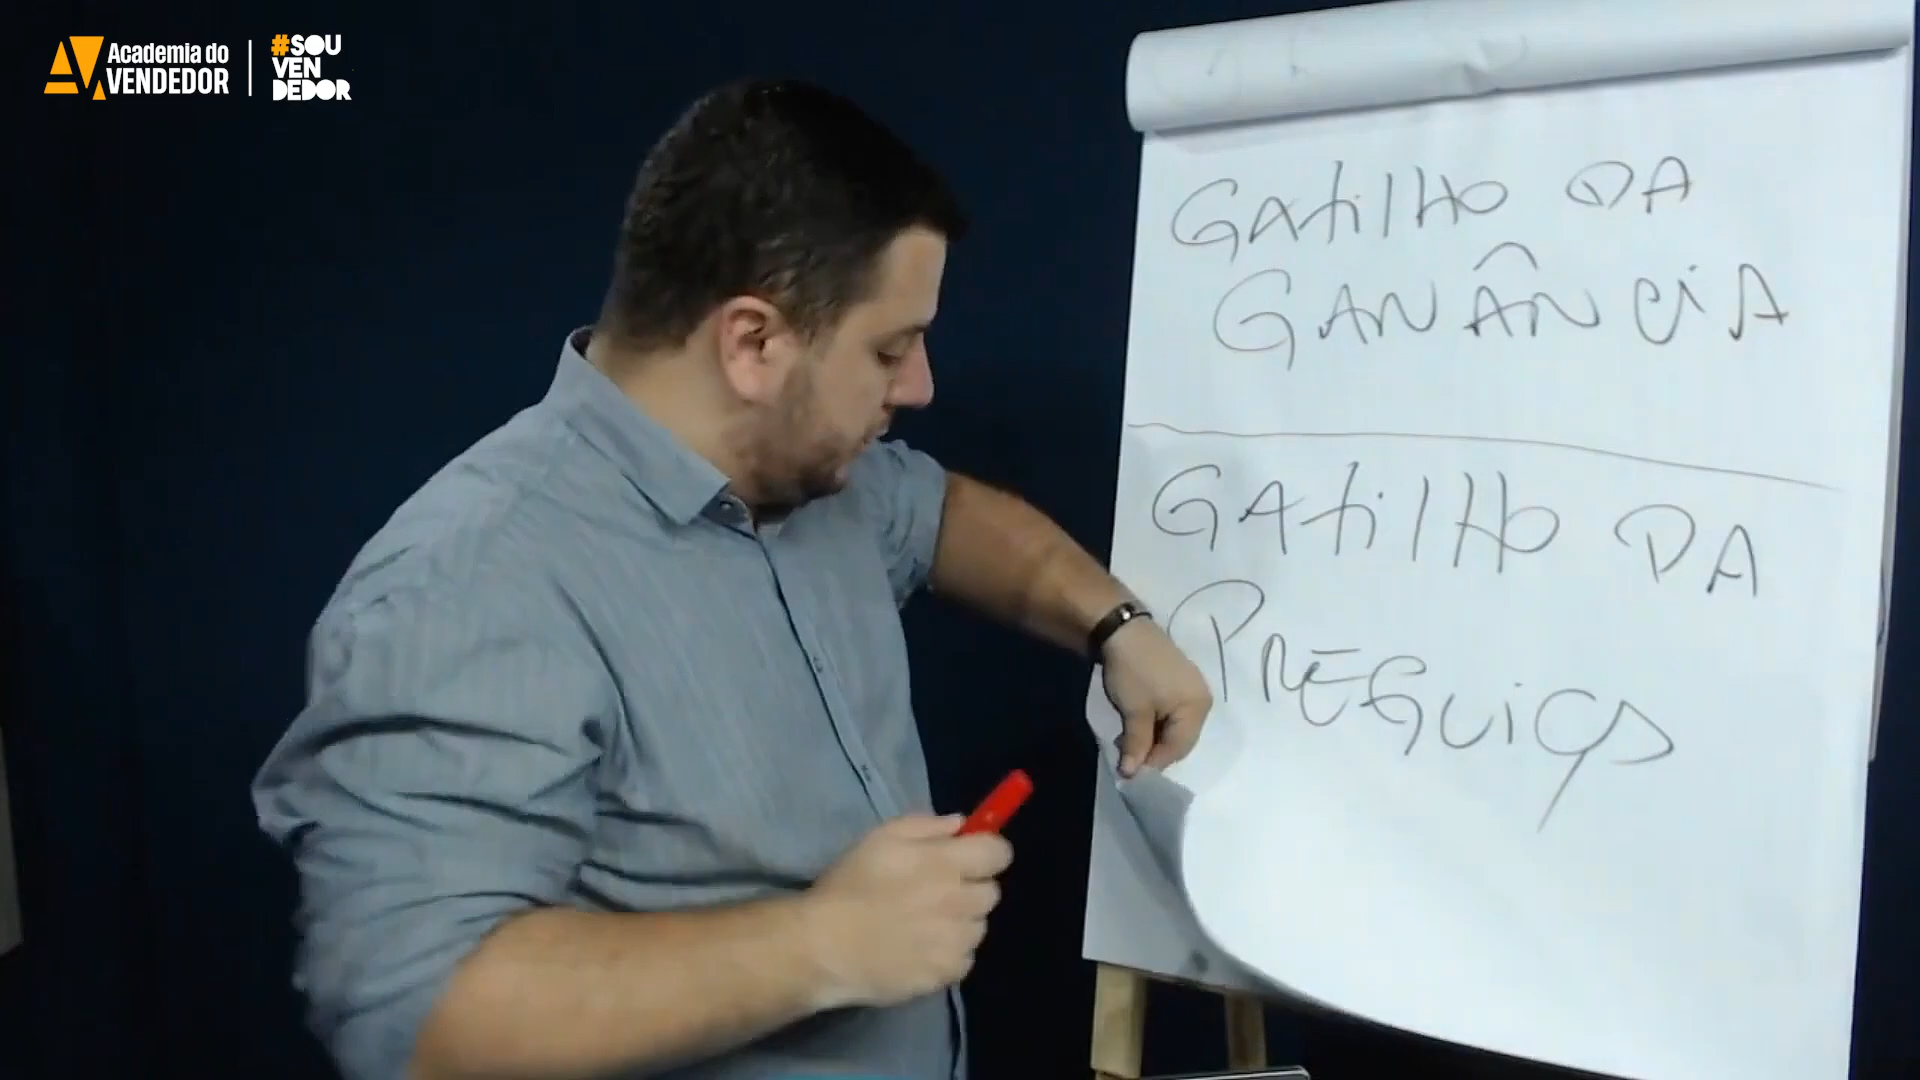 Academia do
VENDEDOR
#SOU
VEN
DEDOR
GAtilHO DA
GANÂNCiA
GAtilHO DA
PREGUiÇA